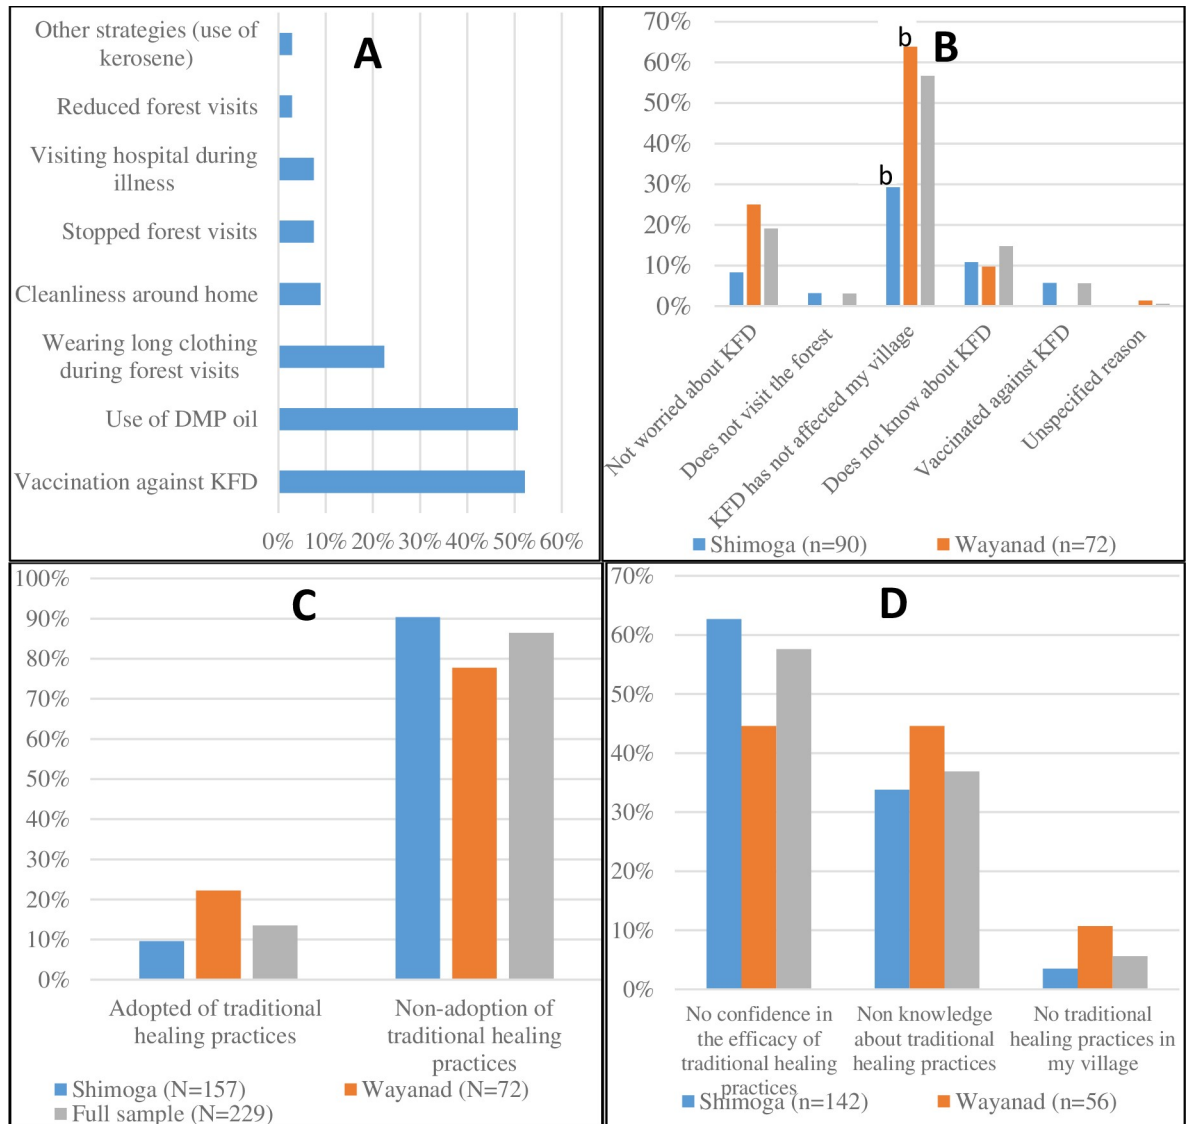 A
Other strategies (use of
kerosene)
Reduced forest visits
Visiting hospital during
illness
Stopped forest visits
Cleanliness around home
Wearing long clothing
during forest visits
Use of DMP oil
Vaccination against KFD
0% 10% 20% 30% 40% 50% 60%
B
70%
60%
50%
40%
30%
20%
10%
0%
b
b
Not worried about KFD
Does not visit the forest
KFD has not affected my village
Does not know about KFD
Vaccinated against KFD
Unspecified reason
Shimoga (n=90) Wayanad (n=72)
C
100%
90%
80%
70%
60%
50%
40%
30%
20%
10%
0%
Adopted of traditional
healing practices
Non-adoption of
traditional healing
practices
Shimoga (N=157) Wayanad (N=72)
Full sample (N=229)
D
70%
60%
50%
40%
30%
20%
10%
0%
No confidence in
the efficacy of
traditional healing
practices
Non knowledge
about traditional
healing practices
No traditional
healing practices in
my village
Shimoga (n=142) Wayanad (n=56)